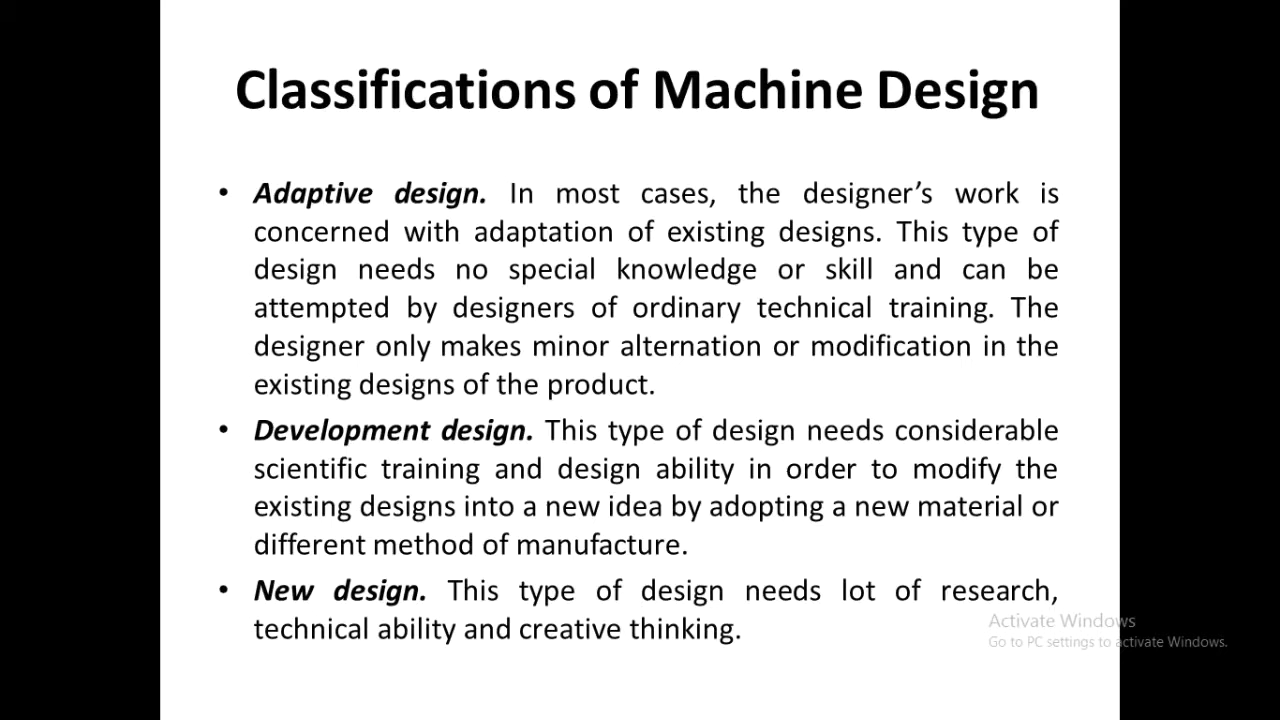 Classifications of Machine Design
• Adaptive design. In most cases, the designer’s work is
concerned with adaptation of existing designs. This type of
design needs no special knowledge or skill and can be
attempted by designers of ordinary technical training. The
designer only makes minor alternation or modification in the
existing designs of the product.
• Development design. This type of design needs considerable
scientific training and design ability in order to modify the
existing designs into a new idea by adopting a new material or
different method of manufacture.
• New design. This type of design needs lot of research,
technical ability and creative thinking.
Activate Windows
Go to PC settings to activate Windows.